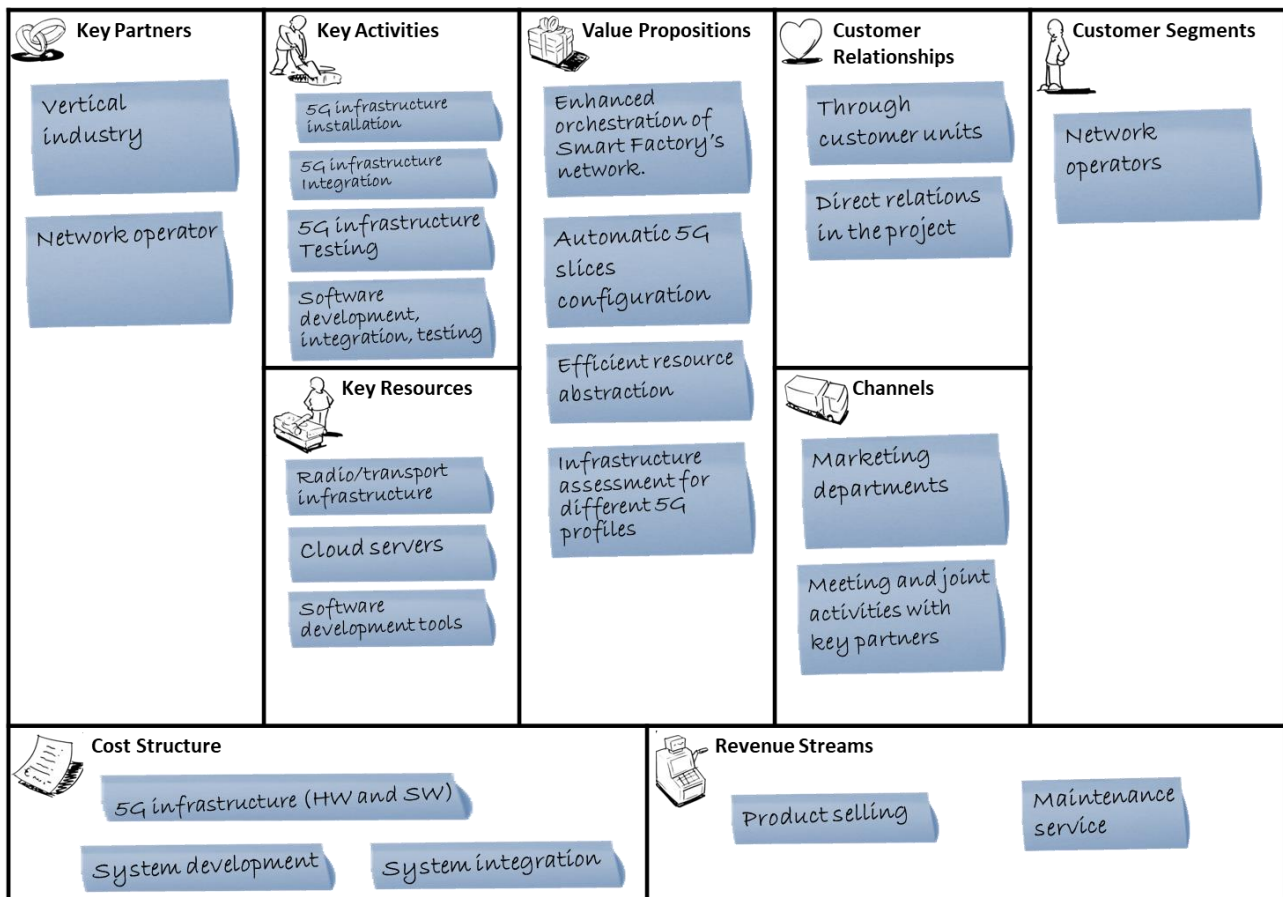 Key Partners
Vertical
industry
Network operator
Key Activities
5G infrastructure
installation
5G infrastructure
Integration
5G infrastructure
Testing
Software
development,
integration, testing
Key Resources
Radio/transport
infrastructure
Cloud servers
Software
development tools
Value Propositions
Enhanced
orchestration of
Smart Factory's
network.
Automatic 5G
slices
configuration
Efficient resource
abstraction
Infrastructure
assessment for
different 5G
profiles
Customer
Relationships
Through
customer units
Direct relations
in the project
Channels
Marketing
departments
Meeting and joint
activities with
key partners
Customer Segments
Network
operators
Cost Structure
5G infrastructure (HW and SW)
System development
System integration
Revenue Streams
Product selling
Maintenance
service